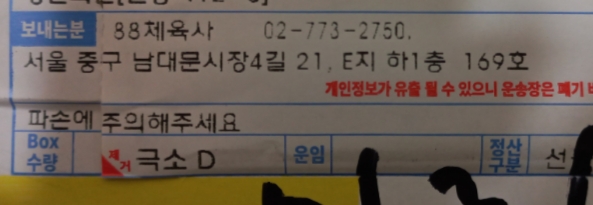 보내는분 88체육사 02-773-2750.
서울 중구 남대문시장4길 21, E지 하1층 169호
개인정보가 유출 될 수 있으니 운송장은 폐기
파손에 주의해주세요
Box 수량 제거 극소 D 운임 정산 구분 선